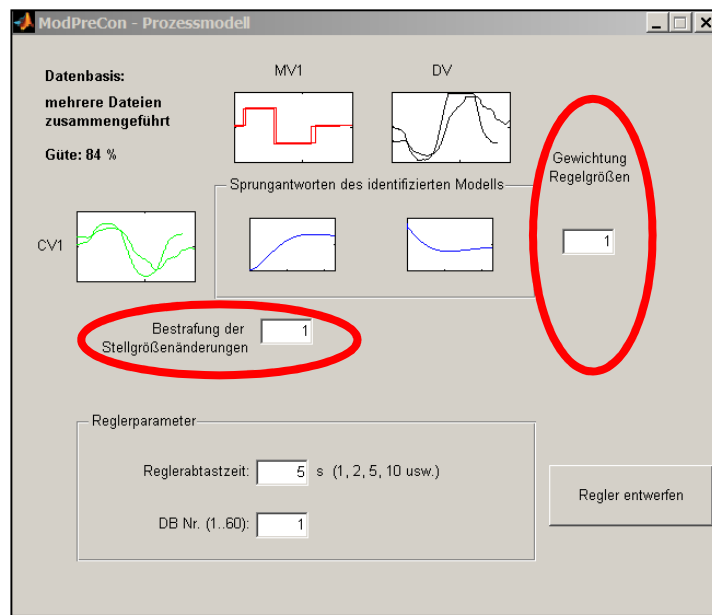 ModPreCon - Prozessmodell
Datenbasis:
mehrere Dateien
zusammengeführt
Güte: 84 %
MV1
DV
Gewichtung
Regelgrößen
1
Sprungantworten des identifizierten Modells
CV1
Bestrafung der
Stellgrößenänderungen
1
Reglerparameter
Reglerabtastzeit:
5
s (1, 2, 5, 10 usw.)
DB Nr. (1..60):
1
Regler entwerfen